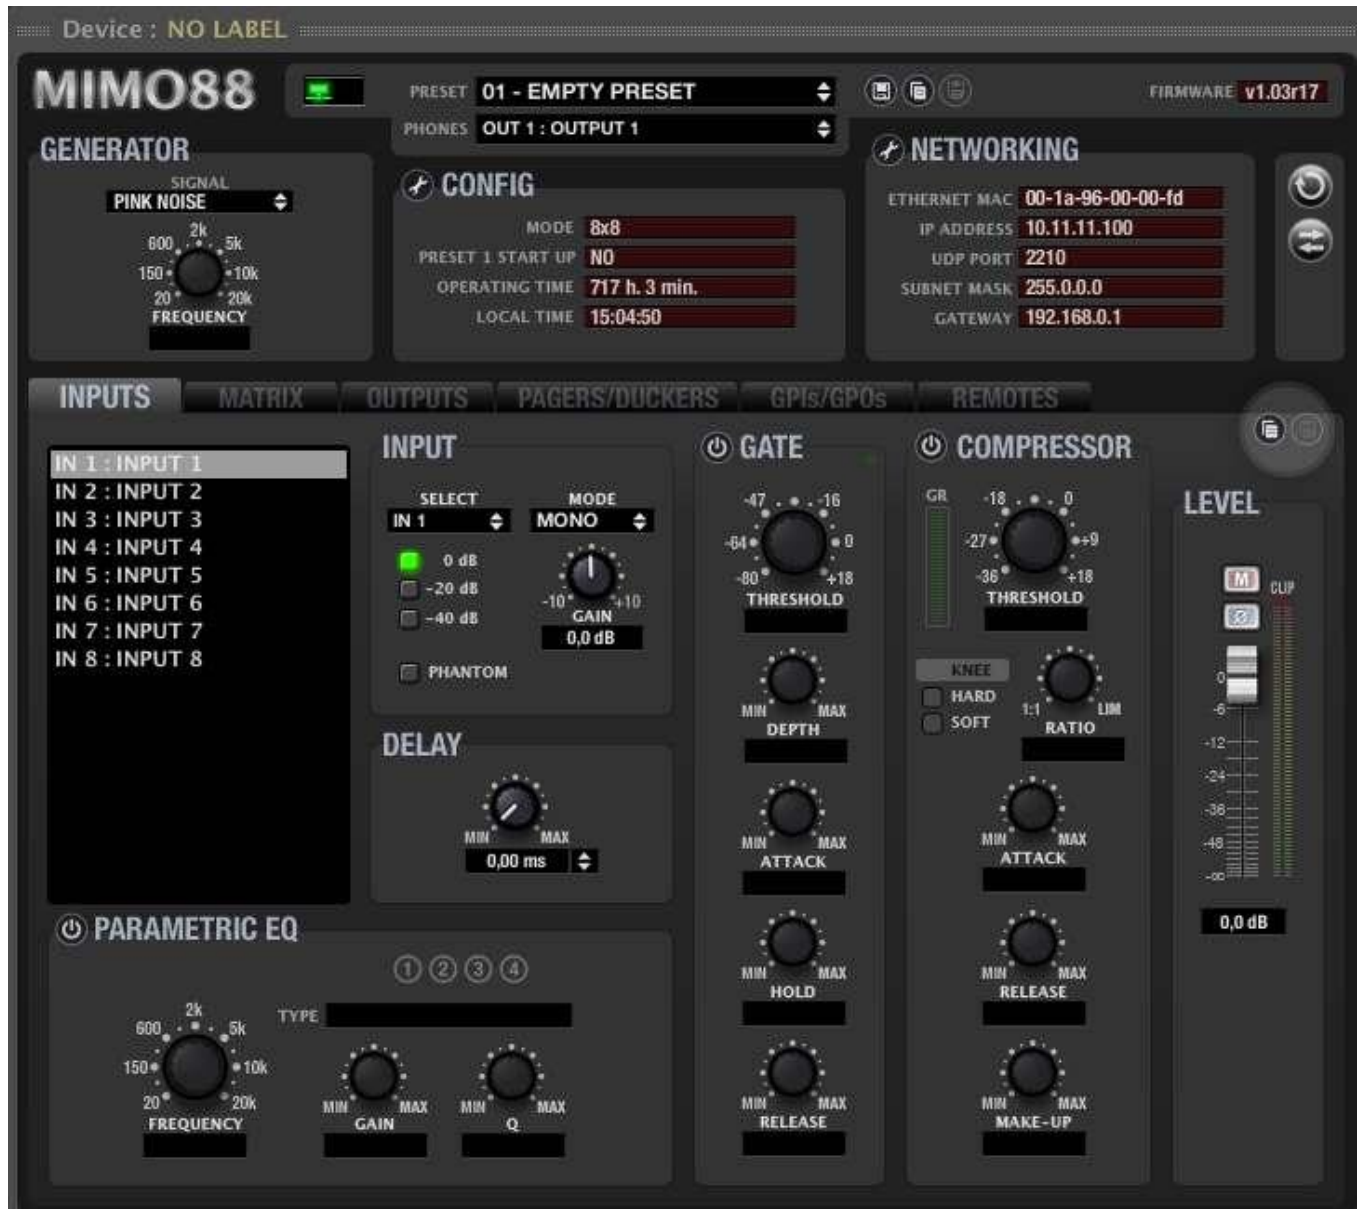 Device : NO LABEL
MIMO88
PRESET 01 - EMPTY PRESET
FIRMWARE v1.03r17
PHONES OUT 1 : OUTPUT 1
GENERATOR
SIGNAL
PINK NOISE
2k
600 5k
150 10k
20 20k
FREQUENCY
CONFIG
MODE 8x8
PRESET 1 START UP NO
OPERATING TIME 717 h. 3 min.
LOCAL TIME 15:04:50
NETWORKING
ETHERNET MAC 00-1a-96-00-00-fd
IP ADDRESS 10.11.11.100
UDP PORT 2210
SUBNET MASK 255.0.0.0
GATEWAY 192.168.0.1
INPUTS MATRIX OUTPUTS PAGERS/DUCKERS GPIs/GPOs REMOTES
IN 1 : INPUT 1
IN 2 : INPUT 2
IN 3 : INPUT 3
IN 4 : INPUT 4
IN 5 : INPUT 5
IN 6 : INPUT 6
IN 7 : INPUT 7
IN 8 : INPUT 8
INPUT
SELECT MODE
IN 1 MONO
0 dB
-20 dB
-40 dB
-10 +10
GAIN
0,0 dB
PHANTOM
DELAY
MIN MAX
0,00 ms
PARAMETRIC EQ
1 2 3 4
TYPE
2k
600 5k
150 10k
20 20k
FREQUENCY
MIN MAX
GAIN
MIN MAX
Q
GATE
-47 -16
-64 0
-80 +18
THRESHOLD
MIN MAX
DEPTH
MIN MAX
ATTACK
MIN MAX
HOLD
MIN MAX
RELEASE
COMPRESSOR
GR
-18 0
-27 +9
-36 +18
THRESHOLD
KNEE
HARD
SOFT
1:1 LIM
RATIO
MIN MAX
ATTACK
MIN MAX
RELEASE
MIN MAX
MAKE-UP
LEVEL
M
CLIP
Ø
0
-6
-12
-24
-36
-48
-∞
0,0 dB